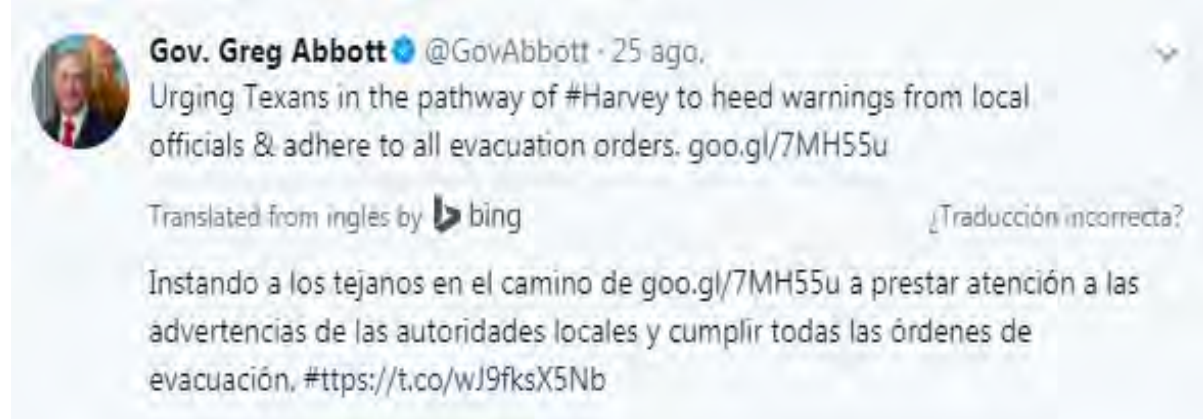 Gov. Greg Abbott @GovAbbott · 25 ago.
Urging Texans in the pathway of #Harvey to heed warnings from local
officials & adhere to all evacuation orders. goo.gl/7MH55u
Translated from inglés by bing ¿Traducción incorrecta?
Instando a los tejanos en el camino de goo.gl/7MH55u a prestar atención a las
advertencias de las autoridades locales y cumplir todas las órdenes de
evacuación. #ttps://t.co/wJ9fksX5Nb